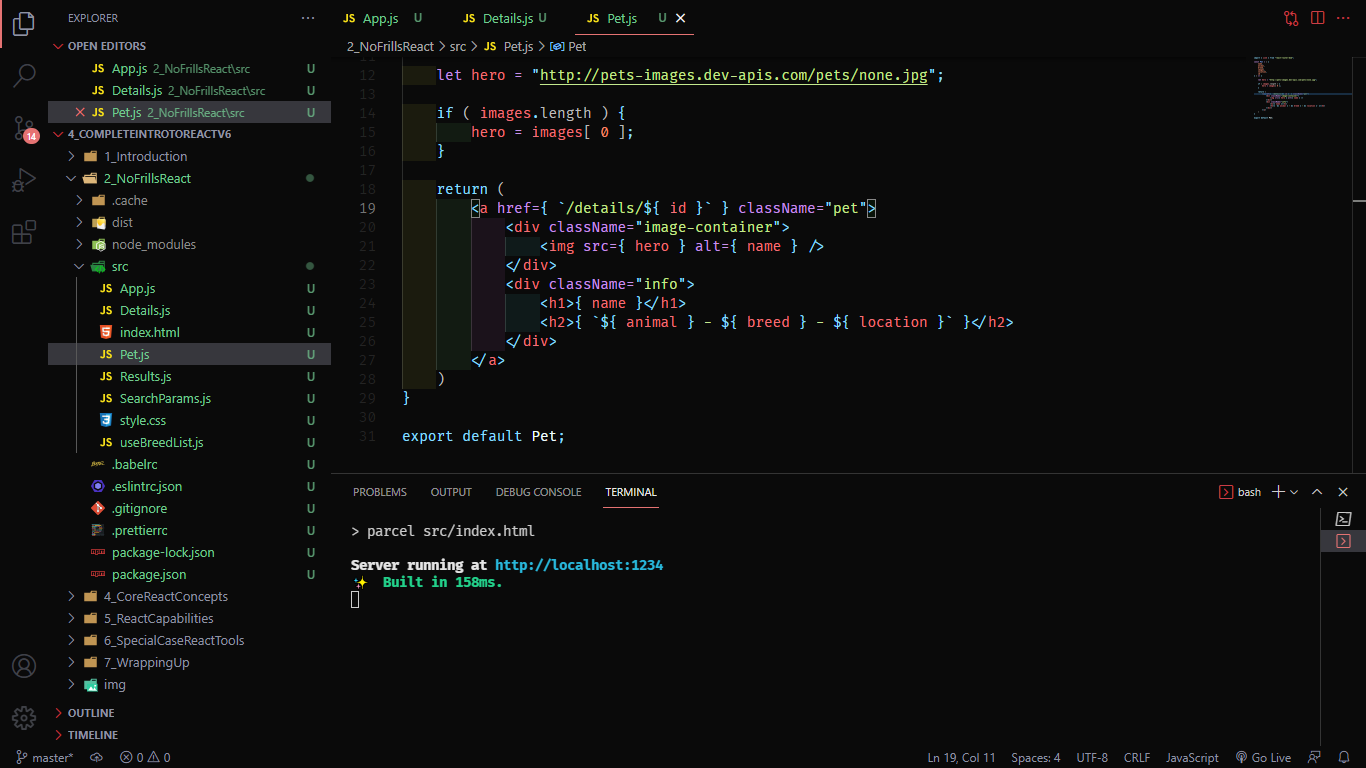 EXPLORER
OPEN EDITORS
JS App.js 2_NoFrillsReact\src U
JS Details.js 2_NoFrillsReact\src U
JS Pet.js 2_NoFrillsReact\src U
4_COMPLETEINTROTOREACTV6
1_Introduction
2_NoFrillsReact
.cache
dist
node_modules
src
JS App.js U
JS Details.js U
index.html U
JS Pet.js U
JS Results.js U
JS SearchParams.js U
style.css U
JS useBreedList.js U
.babelrc U
.eslintrc.json U
.gitignore U
.prettierrc U
package-lock.json U
package.json U
4_CoreReactConcepts
5_ReactCapabilities
6_SpecialCaseReactTools
7_WrappingUp
img
OUTLINE
TIMELINE
14
JS App.js U
JS Details.js U
JS Pet.js U
2_NoFrillsReact > src > JS Pet.js > Pet
11
12 let hero = "http://pets-images.dev-apis.com/pets/none.jpg";
13
14 if ( images.length ) {
15 hero = images[ 0 ];
16 }
17
18 return (
19 <a href={ `/details/${ id }` } className="pet">
20 <div className="image-container">
21 <img src={ hero } alt={ name } />
22 </div>
23 <div className="info">
24 <h1>{ name }</h1>
25 <h2>{ `${ animal } - ${ breed } - ${ location }` }</h2>
26 </div>
27 </a>
28 )
29 }
30
31 export default Pet;
PROBLEMS OUTPUT DEBUG CONSOLE TERMINAL
bash
> parcel src/index.html
Server running at http://localhost:1234
✨ Built in 158ms.
master* 0 0 Ln 19, Col 11 Spaces: 4 UTF-8 CRLF JavaScript Go Live